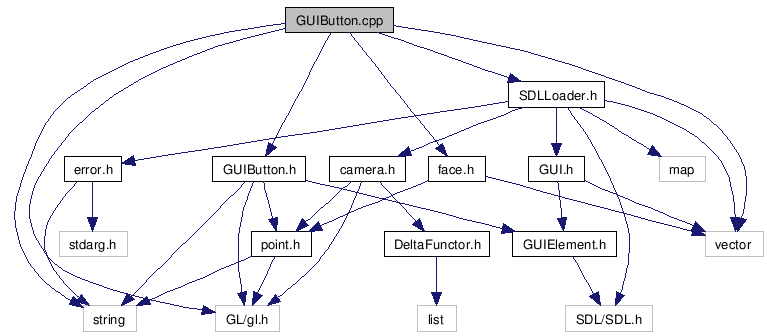 GUIButton.cpp
SDLLoader.h
error.h
GUIButton.h
camera.h
face.h
GUI.h
map
stdarg.h
point.h
DeltaFunctor.h
GUIElement.h
vector
string
GL/gl.h
list
SDL/SDL.h